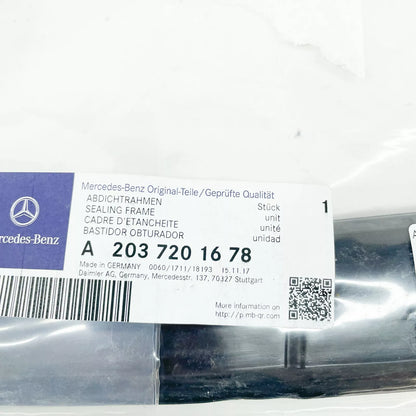 Mercedes-Benz Original-Teile/Geprüfte Qualität
ABDICHTRAHMEN Stück 1
SEALING FRAME unit
CADRE D'ETANCHEITE unité
BASTIDOR OBTURADOR unidad
rcedes-Benz
A 203 720 16 78
Made in GERMANY 0060/1711/18193 15.11.17
Daimler AG, Germany, Mercedesstr. 137, 70327 Stuttgart
More information on
http://p.mb-qr.com
A